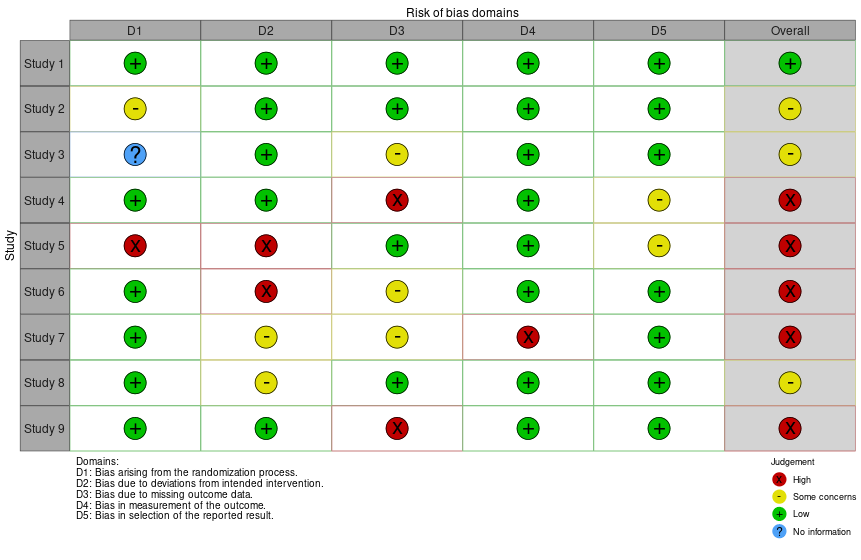 Risk of bias domains
D1 D2 D3 D4 D5 Overall
Study 1 + + + + + +
Study 2 - + + + + -
Study 3 ? + - + + -
Study 4 + + X + - X
Study 5 X X + + - X
Study 6 + X - + + X
Study 7 + - - X + X
Study 8 + - + + + -
Study 9 + + X + + X
Study
Domains:
D1: Bias arising from the randomization process.
D2: Bias due to deviations from intended intervention.
D3: Bias due to missing outcome data.
D4: Bias in measurement of the outcome.
D5: Bias in selection of the reported result.
Judgement
X High
- Some concerns
+ Low
? No information